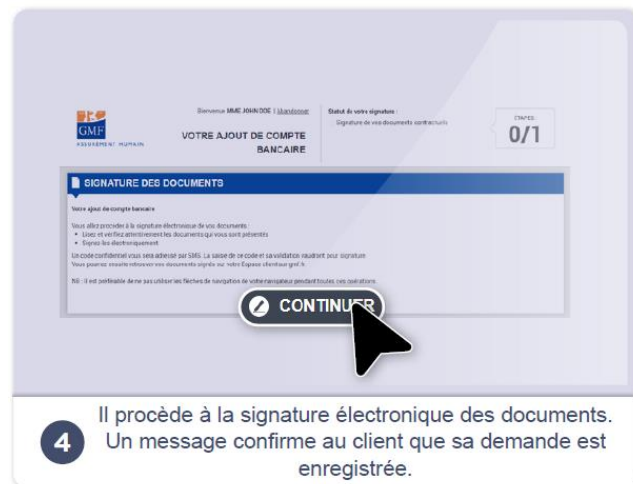 Bienvenue MME JOHN DOE | Abandonner
Statut de votre signature :
Signature de vos documents contractuels
ETAPES
0/1
GMF
ASSURÉMENT HUMAIN
VOTRE AJOUT DE COMPTE
BANCAIRE
SIGNATURE DES DOCUMENTS
Votre ajout de compte bancaire
Vous allez procéder à la signature électronique de vos documents :
• Lisez et vérifiez attentivement les documents qui vous sont présentés
• Signez les électroniquement
Un code confidentiel vous sera adressé par SMS. La saisie de ce code et sa validation vaudront pour signature
Vous pourrez ensuite retrouver vos documents signés sur votre Espace client sur gmf.fr
NB : Il est préférable de ne pas utiliser les flèches de navigation de votre navigateur pendant toutes ces opérations
CONTINUER
4
Il procède à la signature électronique des documents.
Un message confirme au client que sa demande est
enregistrée.